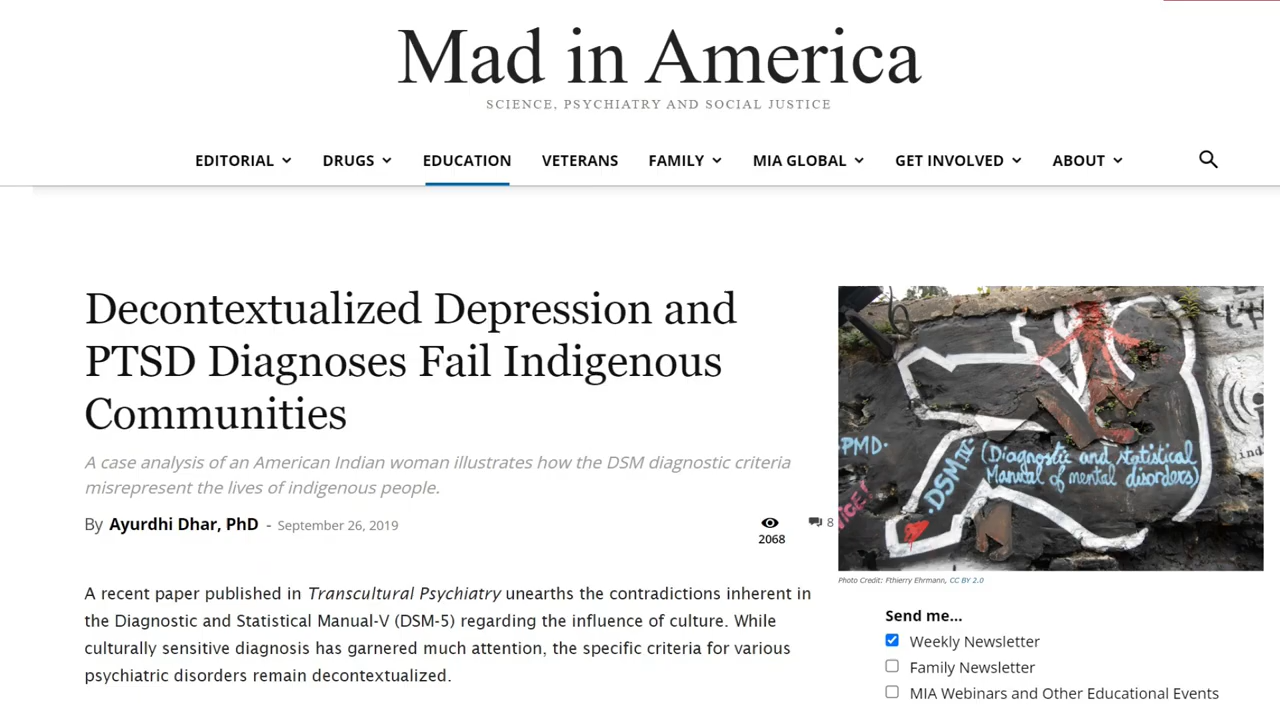 Mad in America
SCIENCE, PSYCHIATRY AND SOCIAL JUSTICE
EDITORIAL DRUGS EDUCATION VETERANS FAMILY MIA GLOBAL GET INVOLVED ABOUT
Decontextualized Depression and
PTSD Diagnoses Fail Indigenous
Communities
A case analysis of an American Indian woman illustrates how the DSM diagnostic criteria
misrepresent the lives of indigenous people.
By Ayurdhi Dhar, PhD - September 26, 2019
2068
8
A recent paper published in Transcultural Psychiatry unearths the contradictions inherent in
the Diagnostic and Statistical Manual-V (DSM-5) regarding the influence of culture. While
culturally sensitive diagnosis has garnered much attention, the specific criteria for various
psychiatric disorders remain decontextualized.
PMD.
DSM IV
(Diagnostic and statistical
Manual of mental disorders)
Photo Credit: Fthierry Ehrmann, CC BY 2.0
Send me...
Weekly Newsletter
Family Newsletter
MIA Webinars and Other Educational Events